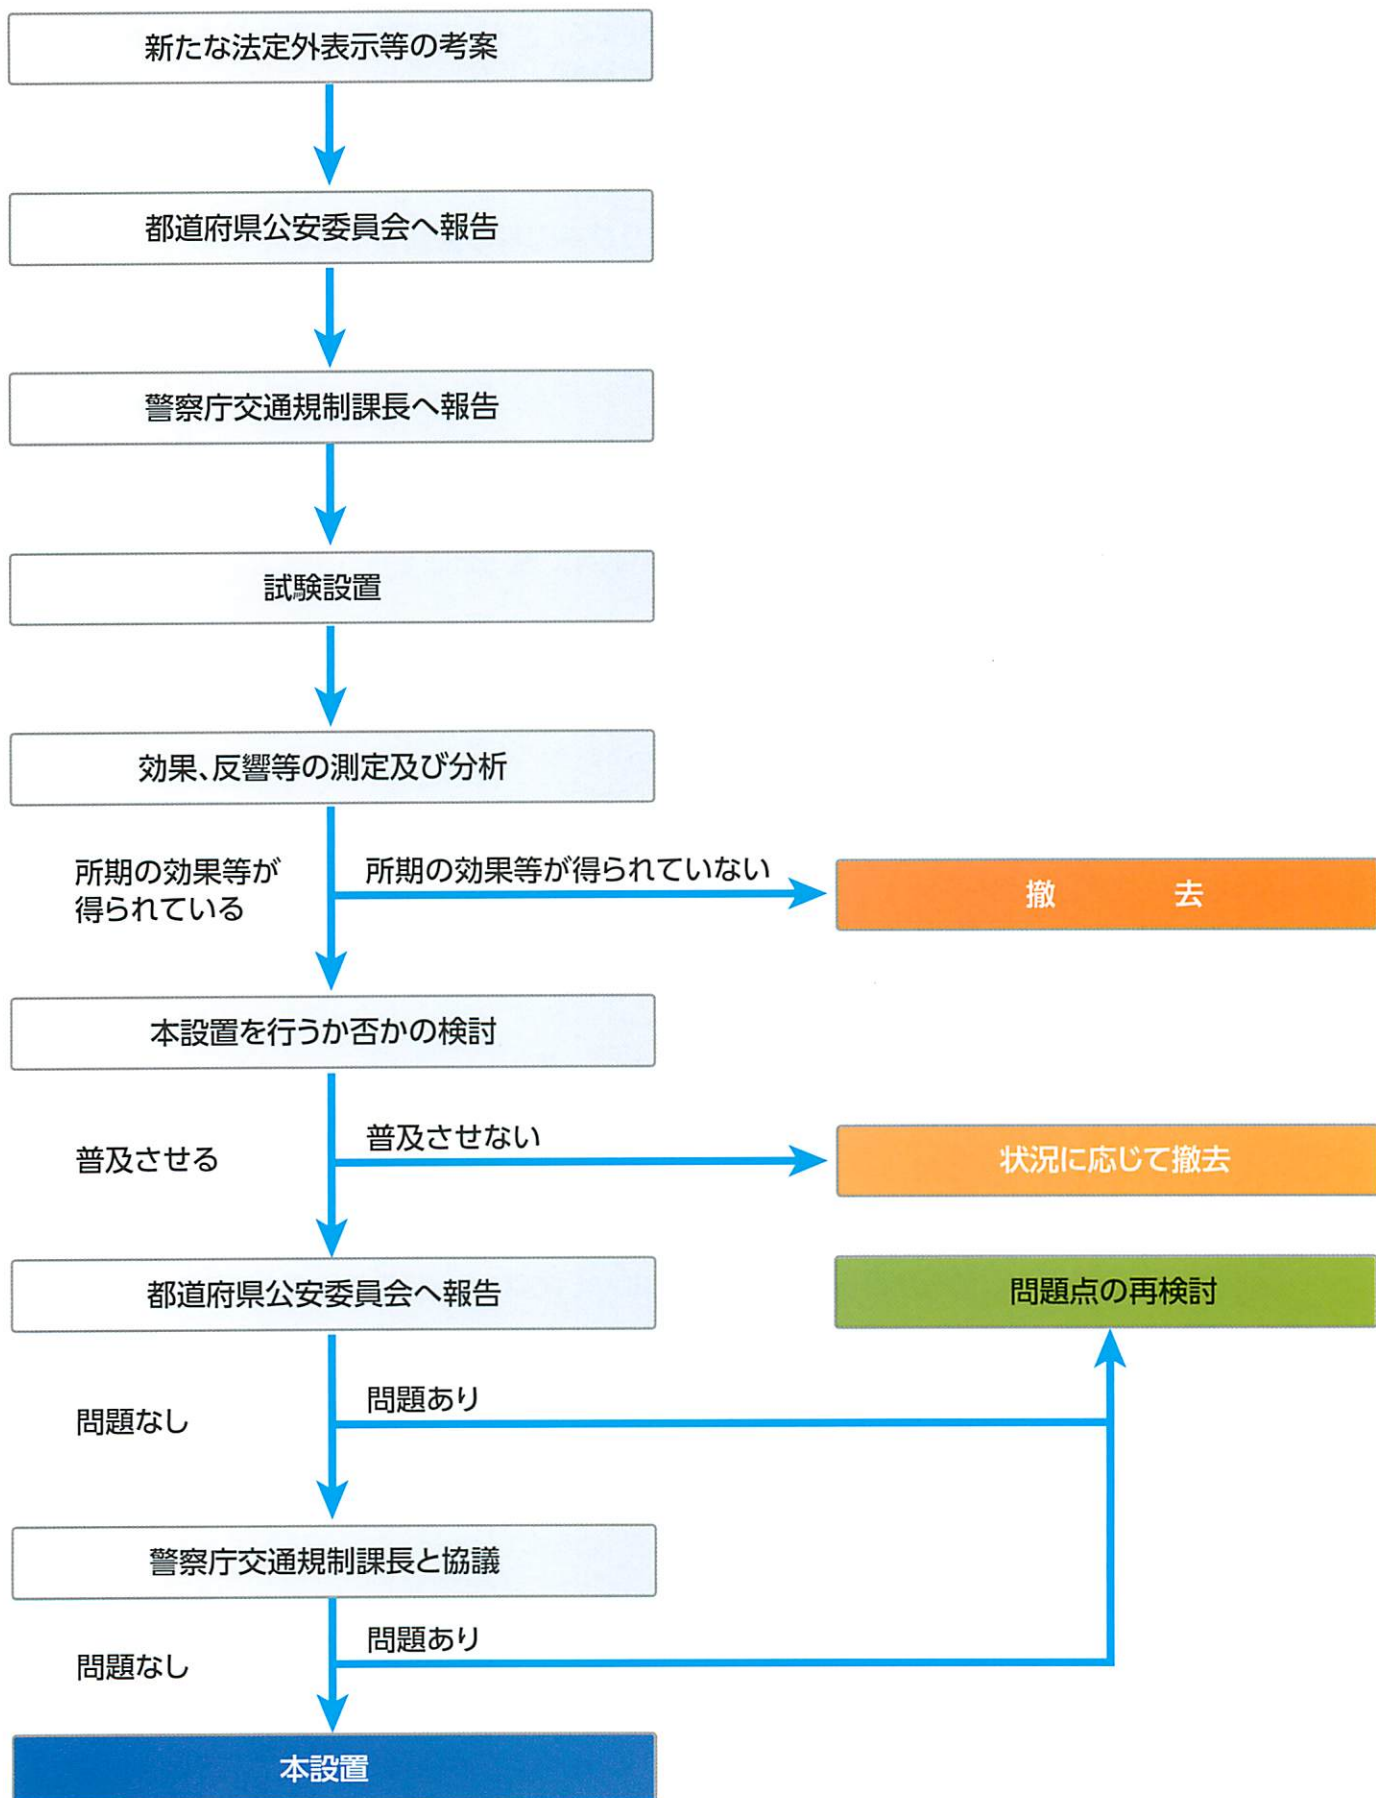 新たな法定外表示等の考案
都道府県公安委員会へ報告
警察庁交通規制課長へ報告
試験設置
効果、反響等の測定及び分析
所期の効果等が
得られている
所期の効果等が得られていない
撤 去
本設置を行うか否かの検討
普及させる
普及させない
状況に応じて撤去
都道府県公安委員会へ報告
問題点の再検討
問題なし
問題あり
警察庁交通規制課長と協議
問題なし
問題あり
本設置